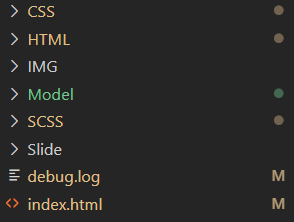 CSS
HTML
IMG
Model
SCSS
Slide
debug.log M
index.html M